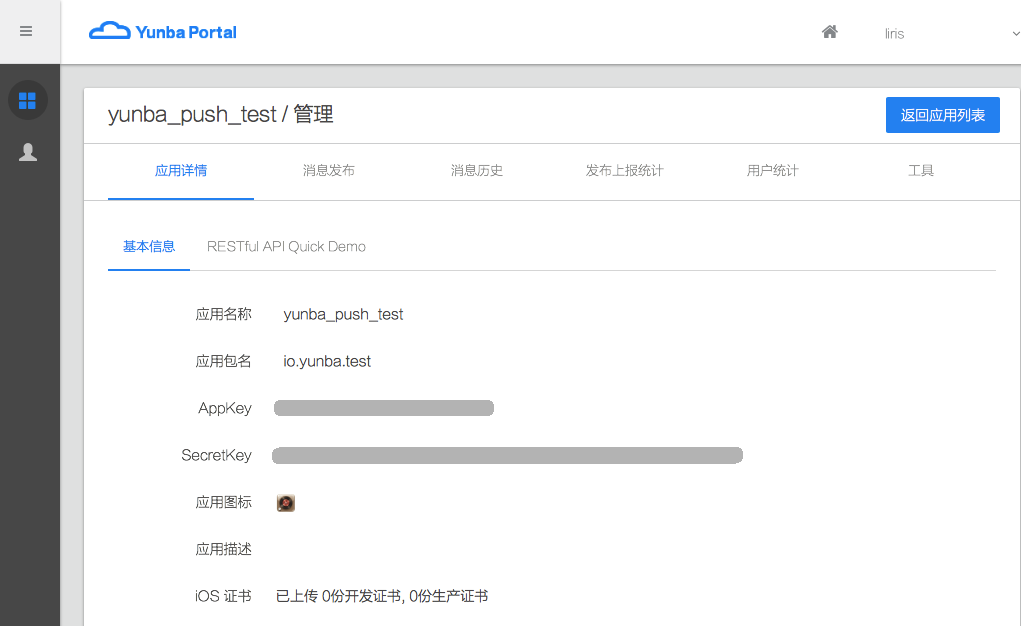 Yunba Portal
liris
yunba_push_test / 管理
返回应用列表
应用详情 消息发布 消息历史 发布上报统计 用户统计 工具
基本信息 RESTful API Quick Demo
应用名称 yunba_push_test
应用包名 io.yunba.test
AppKey
SecretKey
应用图标
应用描述
iOS 证书 已上传 0份开发证书, 0份生产证书